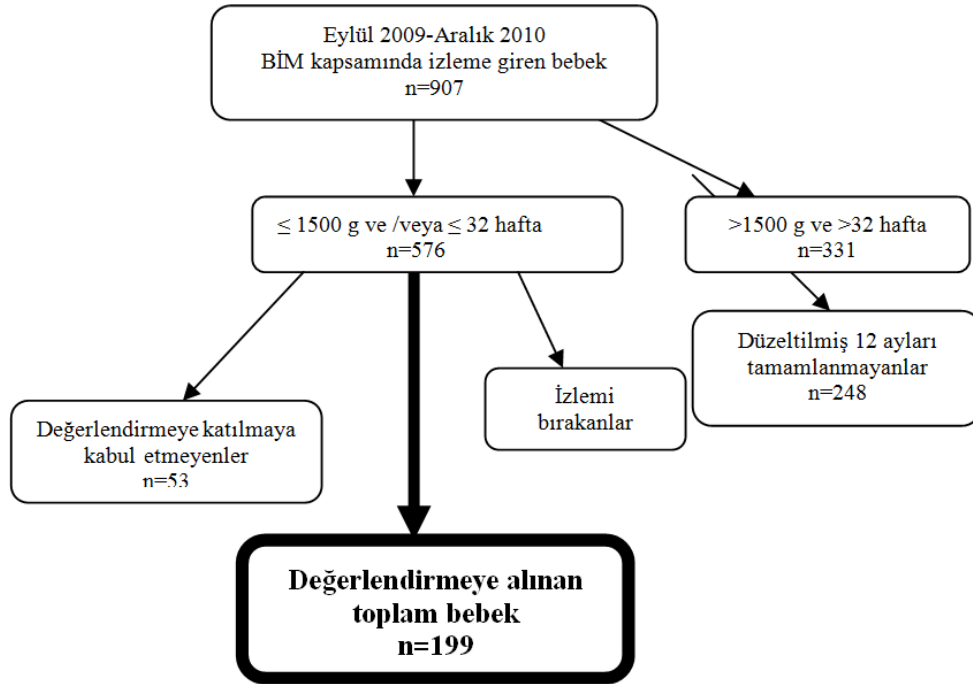 Eylül 2009-Aralık 2010
BİM kapsamında izleme giren bebek
n=907
≤ 1500 g ve /veya ≤ 32 hafta
n=576
>1500 g ve >32 hafta
n=331
Düzeltilmiş 12 ayları
tamamlanmayanlar
n=248
İzlemi
bırakanlar
Değerlendirmeye katılmaya
kabul etmeyenler
n=53
Değerlendirmeye alınan
toplam bebek
n=199